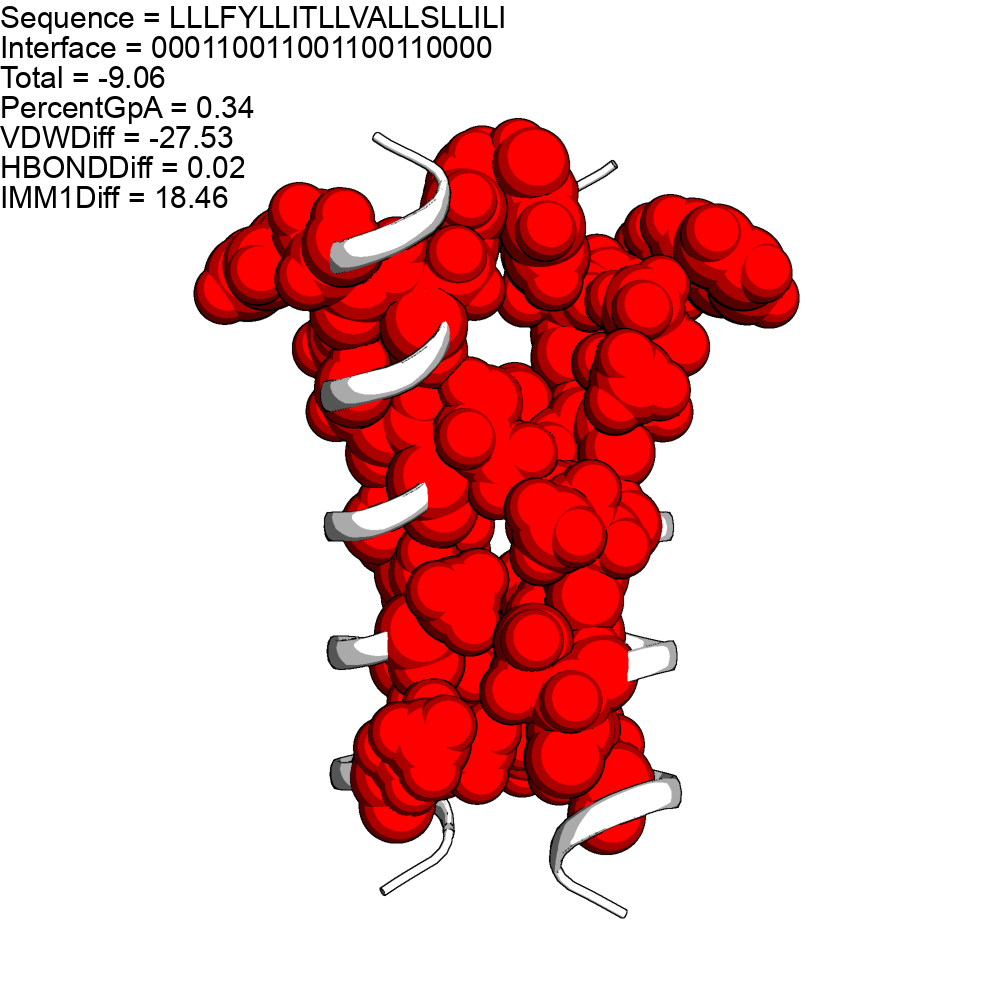 Sequence = LLLFYLLITLLVALLSLLILI
Interface = 000110011001100110000
Total = -9.06
PercentGpA = 0.34
VDWDiff = -27.53
HBONDDiff = 0.02
IMM1Diff = 18.46